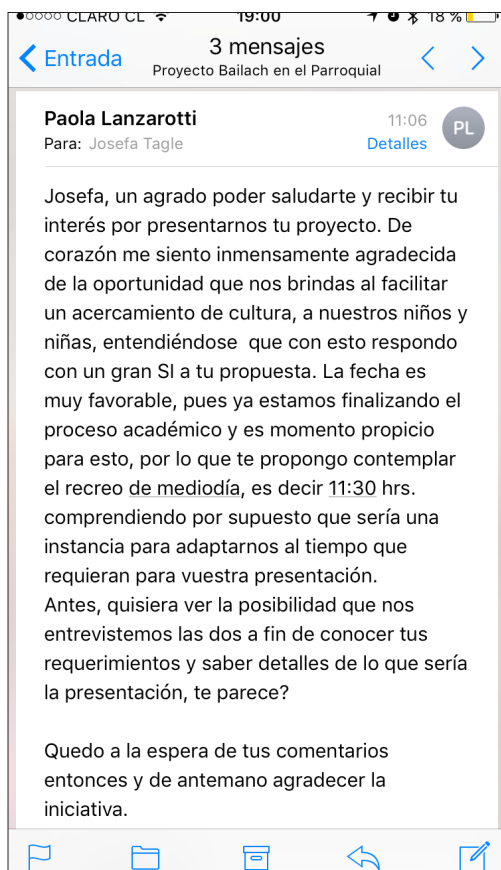 ●○○○○ CLARO CL 19:00 18 %
Entrada
3 mensajes
Proyecto Bailach en el Parroquial
Paola Lanzarotti
11:06
PL
Para: Josefa Tagle
Detalles
Josefa, un agrado poder saludarte y recibir tu
interés por presentarnos tu proyecto. De
corazón me siento inmensamente agradecida
de la oportunidad que nos brindas al facilitar
un acercamiento de cultura, a nuestros niños y
niñas, entendiéndose  que con esto respondo
con un gran SI a tu propuesta. La fecha es
muy favorable, pues ya estamos finalizando el
proceso académico y es momento propicio
para esto, por lo que te propongo contemplar
el recreo de mediodía, es decir 11:30 hrs.
comprendiendo por supuesto que sería una
instancia para adaptarnos al tiempo que
requieran para vuestra presentación.
Antes, quisiera ver la posibilidad que nos
entrevistemos las dos a fin de conocer tus
requerimientos y saber detalles de lo que sería
la presentación, te parece?
Quedo a la espera de tus comentarios
entonces y de antemano agradecer la
iniciativa.